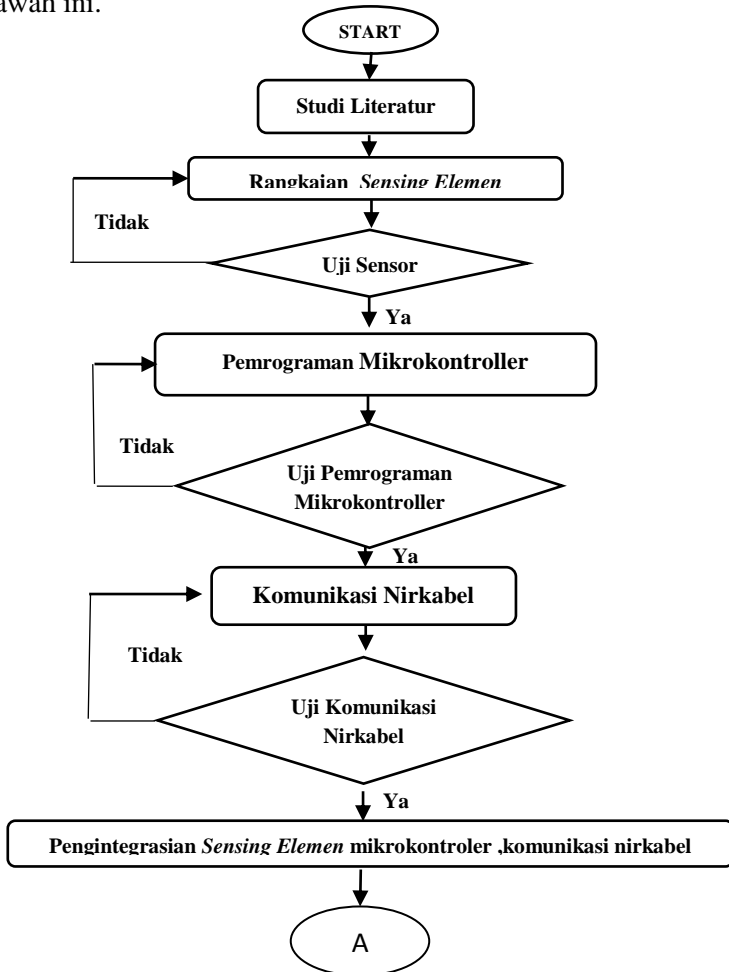 awah ini.
START
Studi Literatur
Rangkaian Sensing Elemen
Tidak
Uji Sensor
Ya
Pemrograman Mikrokontroller
Tidak
Uji Pemrograman
Mikrokontroller
Ya
Komunikasi Nirkabel
Tidak
Uji Komunikasi
Nirkabel
Ya
Pengintegrasian Sensing Elemen mikrokontroler ,komunikasi nirkabel
A